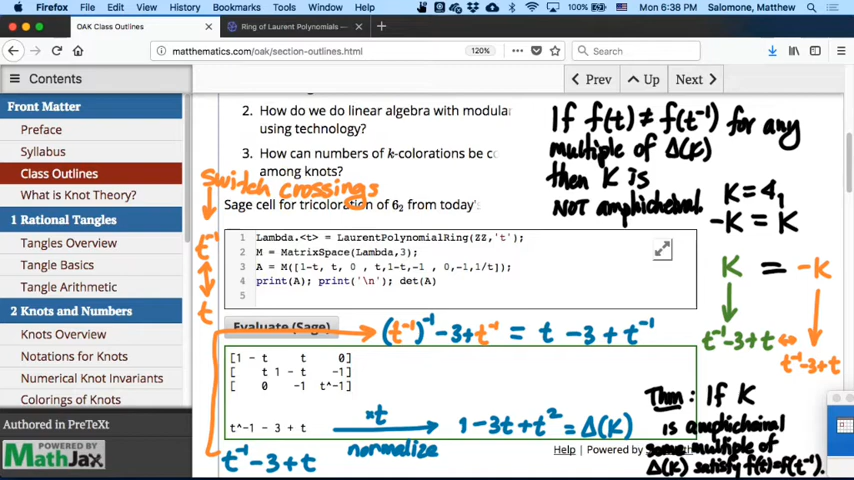 Firefox File Edit View History Bookmarks Tools Window Help
100% Mon 6:38 PM Salomone, Matthew
OAK Class Outlines
Ring of Laurent Polynomials —
mathematics.com/oak/section-outlines.html
120%
Search
Contents
Prev
Up
Next
Front Matter
Preface
Syllabus
Class Outlines
What is Knot Theory?
1 Rational Tangles
Tangles Overview
Tangle Basics
Tangle Arithmetic
2 Knots and Numbers
Knots Overview
Notations for Knots
Numerical Knot Invariants
Colorings of Knots
Authored in PreTeXt
POWERED BY
MathJax
2. How do we do linear algebra with modular
using technology?
3. How can numbers of k-colorations be co
among knots?
switch crossings
Sage cell for tricoloration of 6₂ from today's
t⁻¹
t
1 Lambda.<t> = LaurentPolynomialRing(ZZ,'t');
2 M = MatrixSpace(Lambda,3);
3 A = M([1-t, t, 0 , t,1-t,-1 , 0,-1,1/t]);
4 print(A); print('\n'); det(A)
5
Evaluate (Sage)
(t⁻¹)⁻¹ -3+t⁻¹ = t -3 + t⁻¹
[1 - t t 0]
[ t 1 - t -1]
[ 0 -1 t^-1]
t^-1 - 3 + t
×t
normalize
1-3t+t² = Δ(K)
t⁻¹-3+t
Help | Powered by
If f(t) ≠ f(t⁻¹) for any
multiple of Δ(K)
then K is
NOT amphicheiral.
K=4₁
-K = K
K = -K
t⁻¹-3+t ↔
t⁻¹-3+t
Thm: If K
is amphicheiral
Some multiple of
Δ(K) satisfy f(t)=f(t⁻¹).